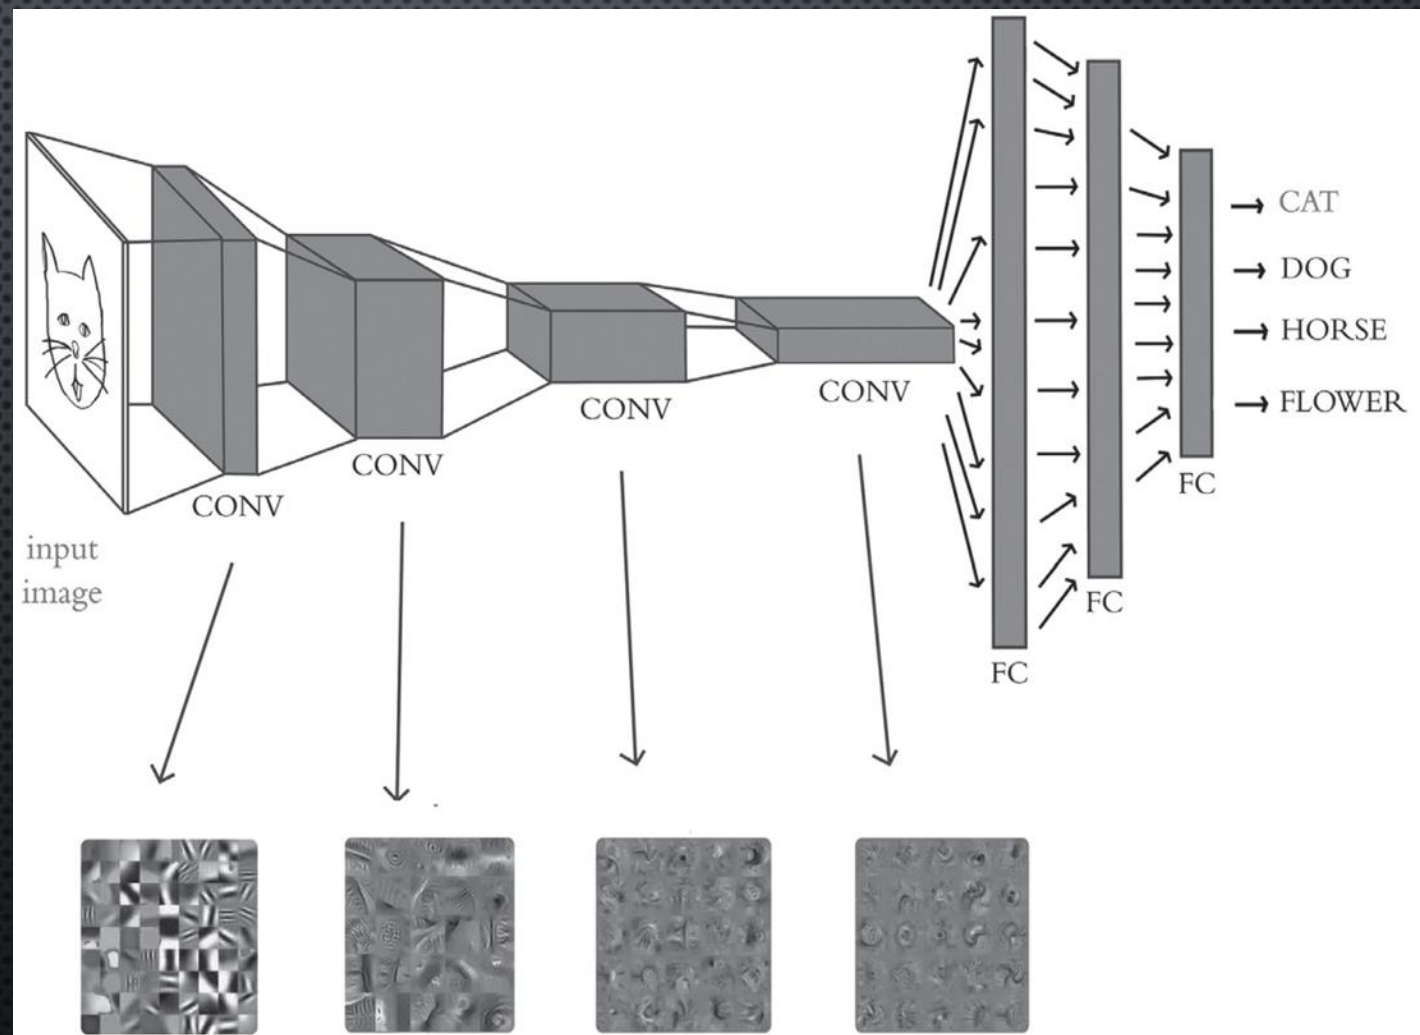 input
image
CONV
CONV
CONV
CONV
FC
FC
FC
CAT
DOG
HORSE
FLOWER